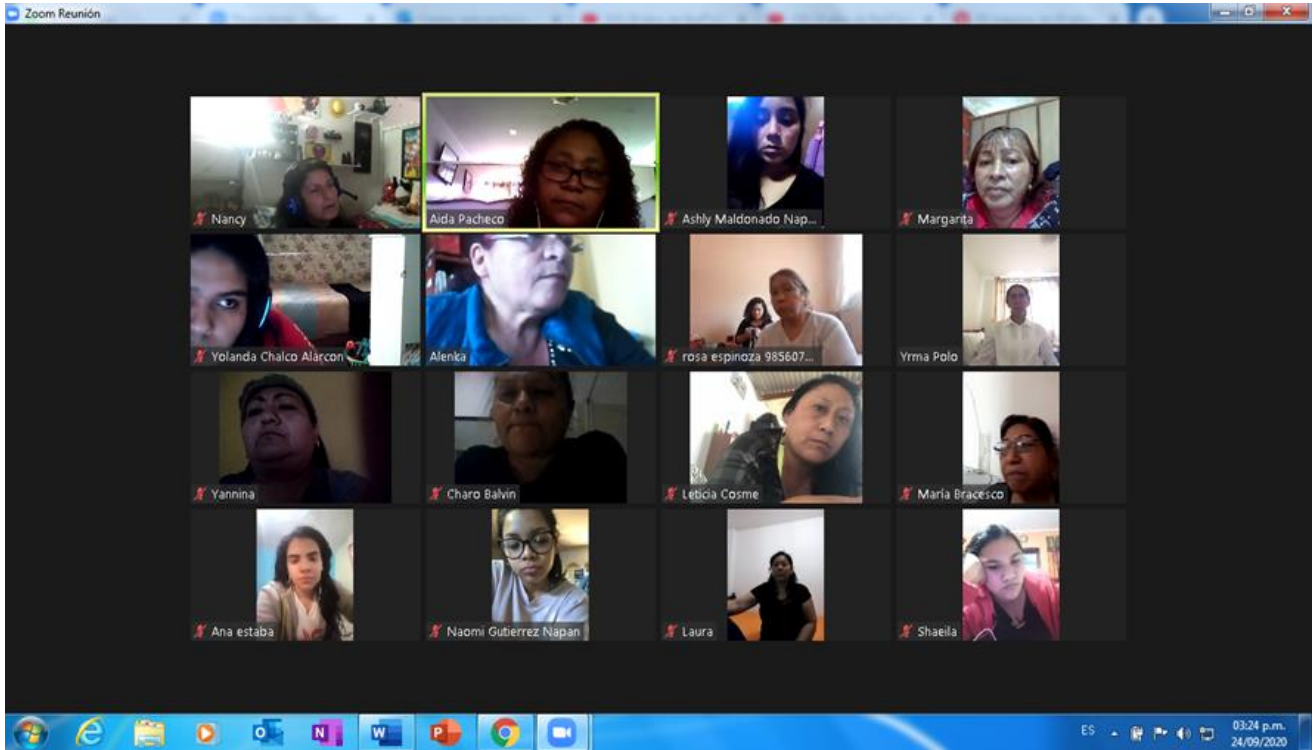 Zoom Reunión
Nancy
Aida Pacheco
Ashly Maldonado Nap...
Margarita
Yolanda Chalco Alarcon
Alenka
rosa espinoza 985607...
Yrma Polo
Yannina
Charo Balvin
Leticia Cosme
María Bracesco
Ana estaba
Naomi Gutierrez Napan
Laura
Shaeila
ES
03:24 p.m.
24/09/2020